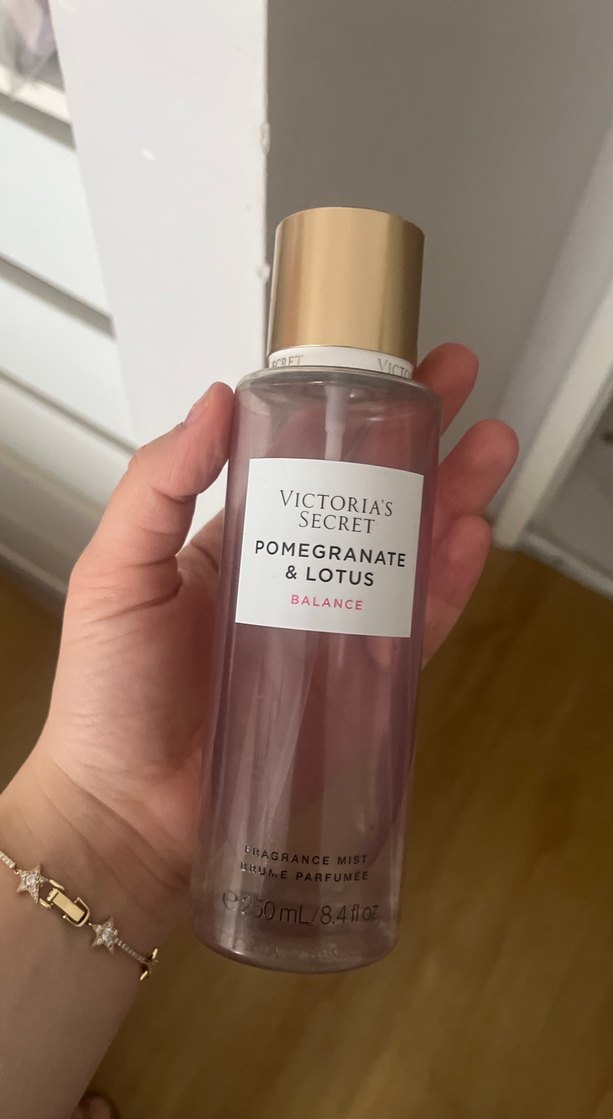 VICTORIA'S
SECRET
POMEGRANATE
& LOTUS
BALANCE
FRAGRANCE MIST
BRUME PARFUMÉE
℮250 mL/8.4 fl oz